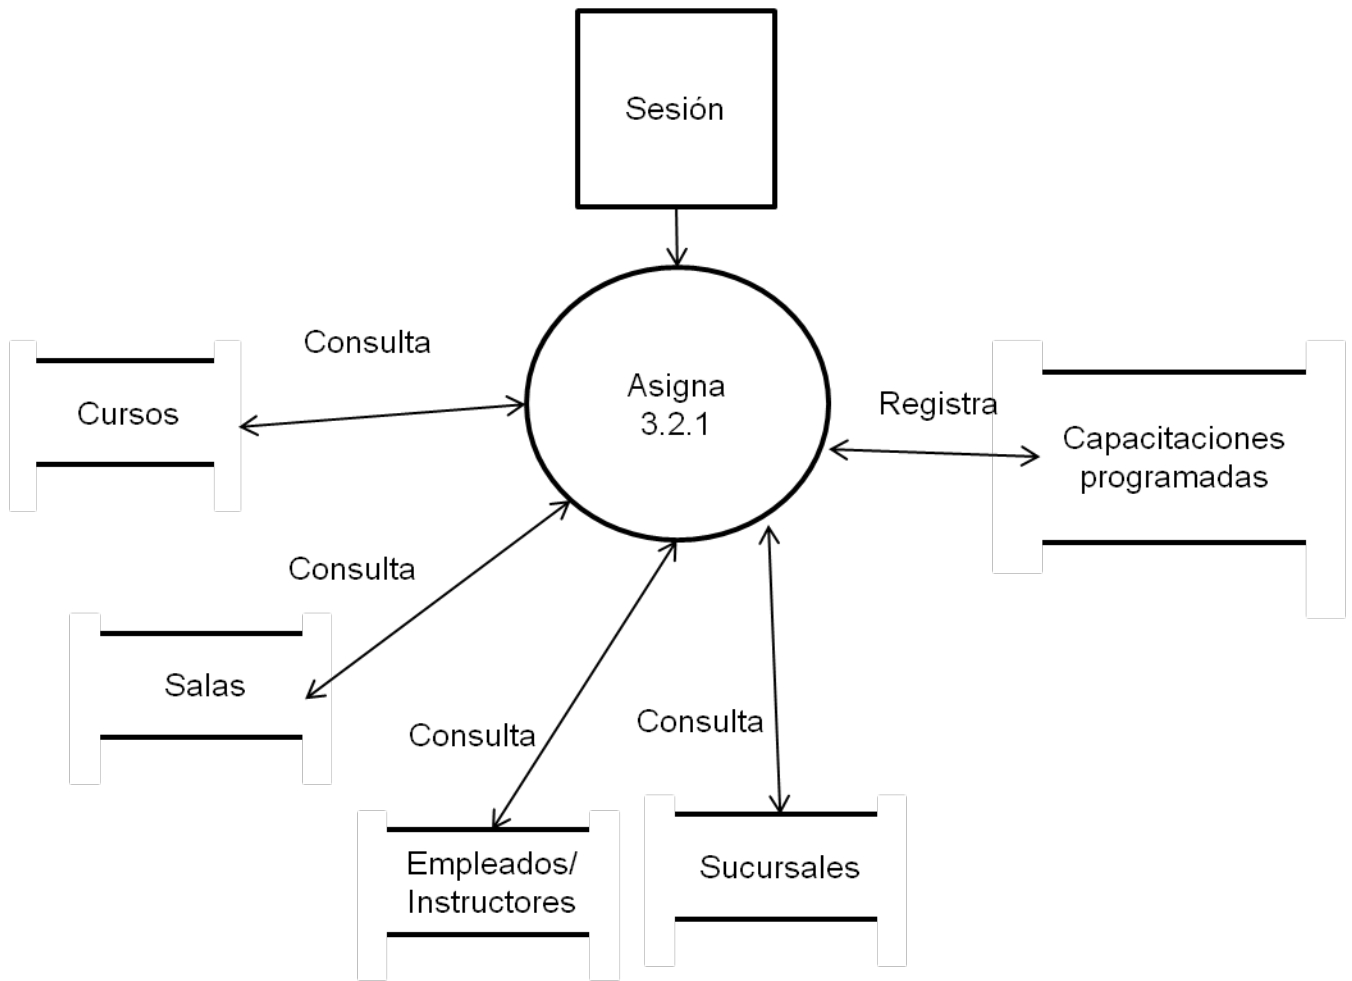 Sesión
Consulta
Asigna
3.2.1
Cursos
Registra
Capacitaciones
programadas
Consulta
Salas
Consulta
Consulta
Empleados/
Instructores
Sucursales